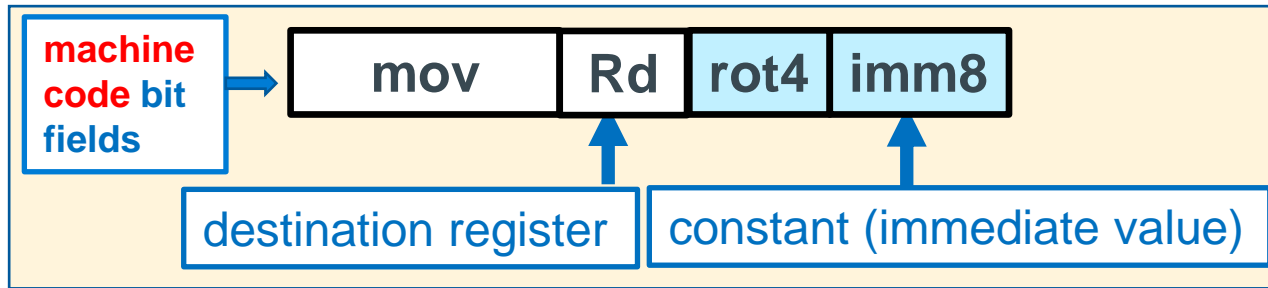 machine
code bit
fields
mov Rd rot4 imm8
destination register
constant (immediate value)